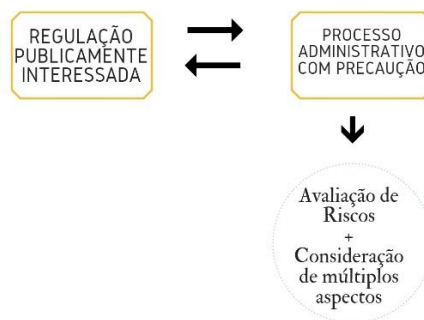 REGULAÇÃO
PUBLICAMENTE
INTERESSADA
PROCESSO
ADMINISTRATIVO
COM PRECAUÇÃO
Avaliação de
Riscos
+
Consideração
de múltiplos
aspectos